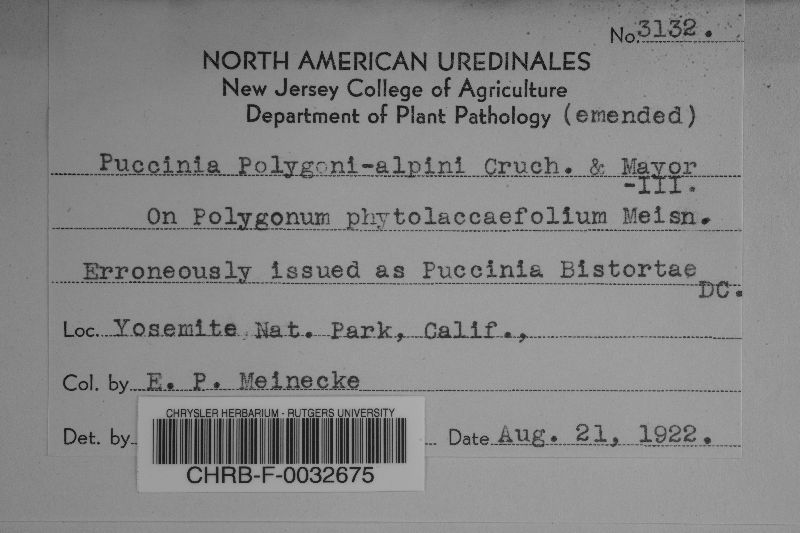 No. 3132.
NORTH AMERICAN UREDINALES
New Jersey College of Agriculture
Department of Plant Pathology (emended)
Puccinia Polygoni-alpini Cruch. & Mayor
-III.
On Polygonum phytolaccaefolium Meisn.
Erroneously issued as Puccinia Bistortae
DC.
Loc. Yosemite Nat. Park, Calif.,
Col. by E. P. Meinecke
Det. by Date Aug. 21, 1922.
CHRYSLER HERBARIUM - RUTGERS UNIVERSITY
CHRB-F-0032675